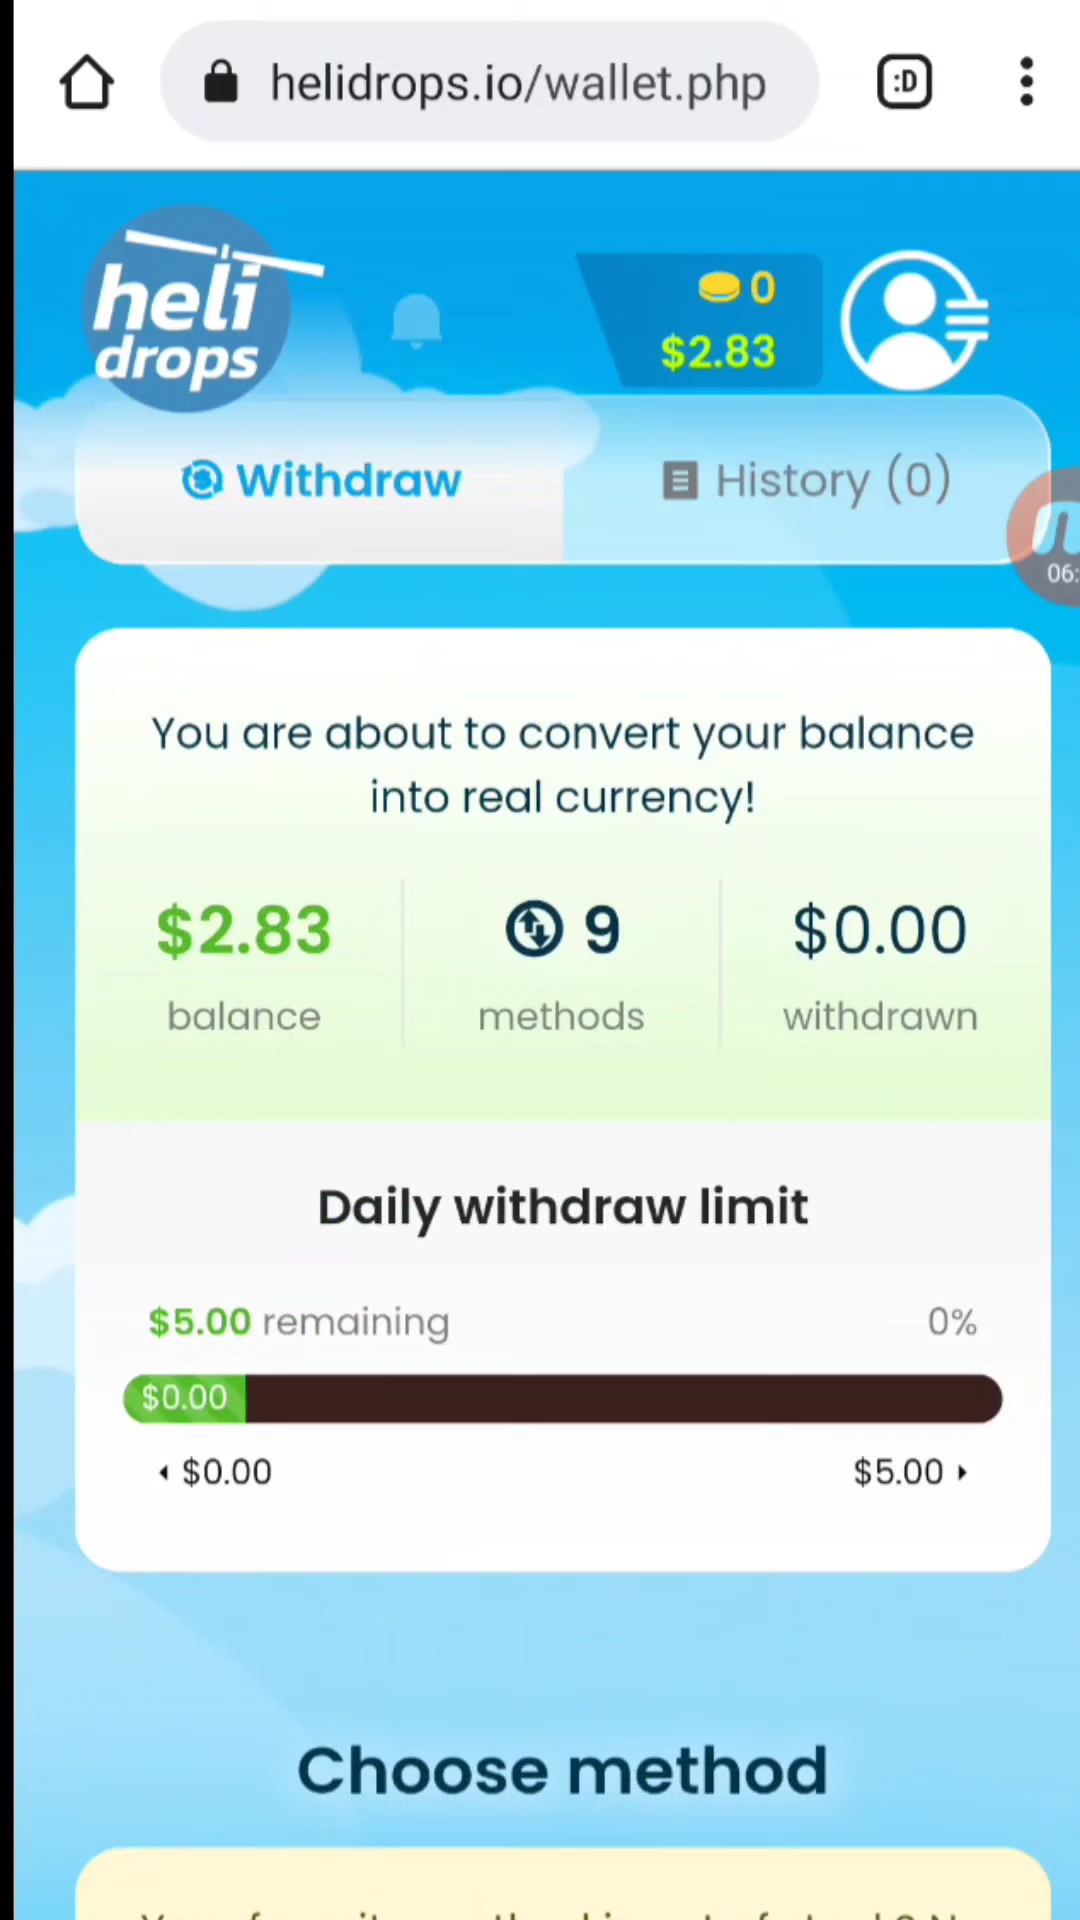 helidrops.io/wallet.php
:D
heli
drops
0
$2.83
Withdraw
History (0)
06:
You are about to convert your balance
into real currency!
$2.83
9
$0.00
balance
methods
withdrawn
Daily withdraw limit
$5.00 remaining
0%
$0.00
$0.00
$5.00
Choose method